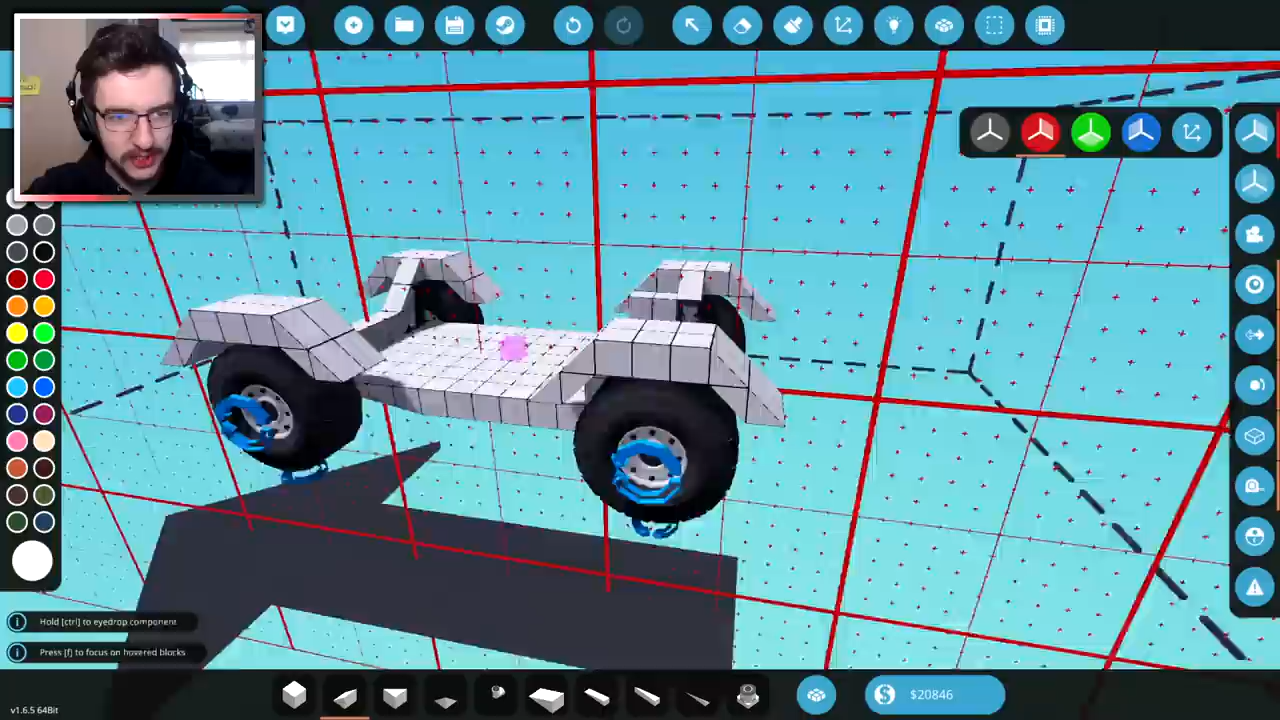 Hold [ctrl] to eyedrop component
Press [f] to focus on hovered blocks
$20846
v1.6.5 64Bit